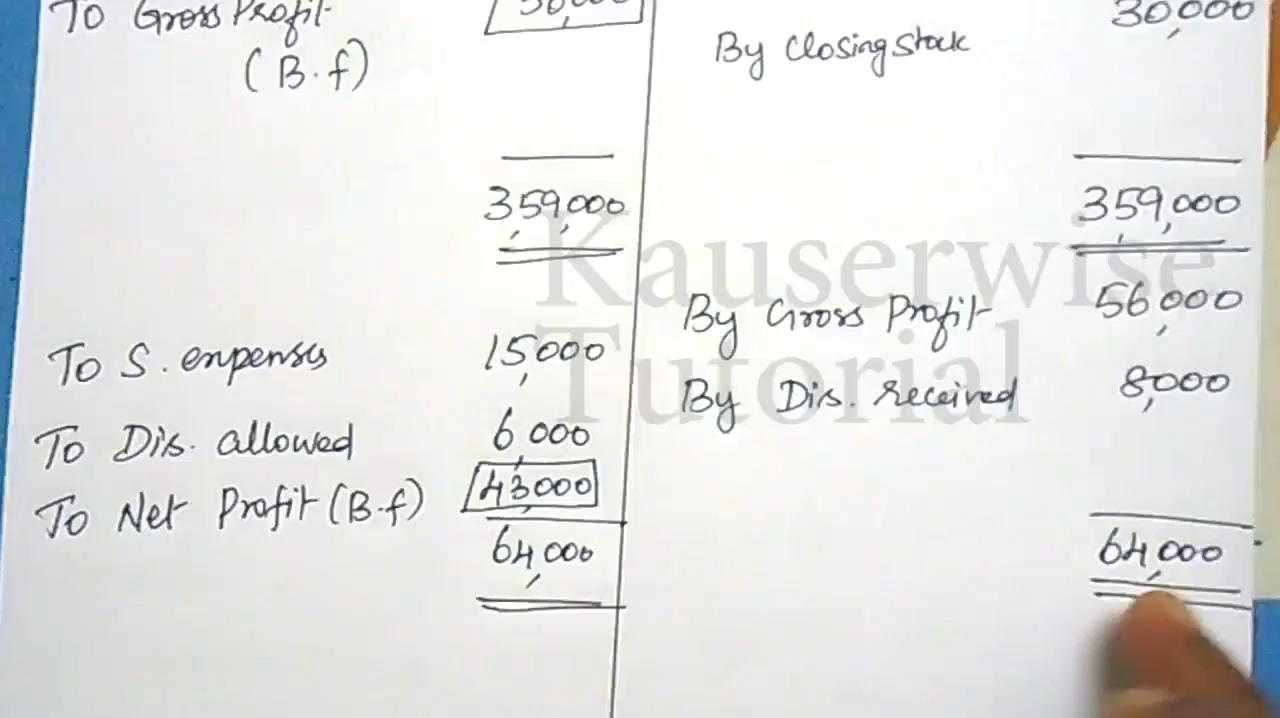 To Gross Profit
(B.f)
30,000
By Closing stock
359,000
359,000
Kauserwise
Tutorial
By Gross Profit 56,000
To S. enpenses 15,000
By Dis. received 8,000
To Dis. allowed 6,000
To Net Profit (B.f) 43,000
64,000
64,000